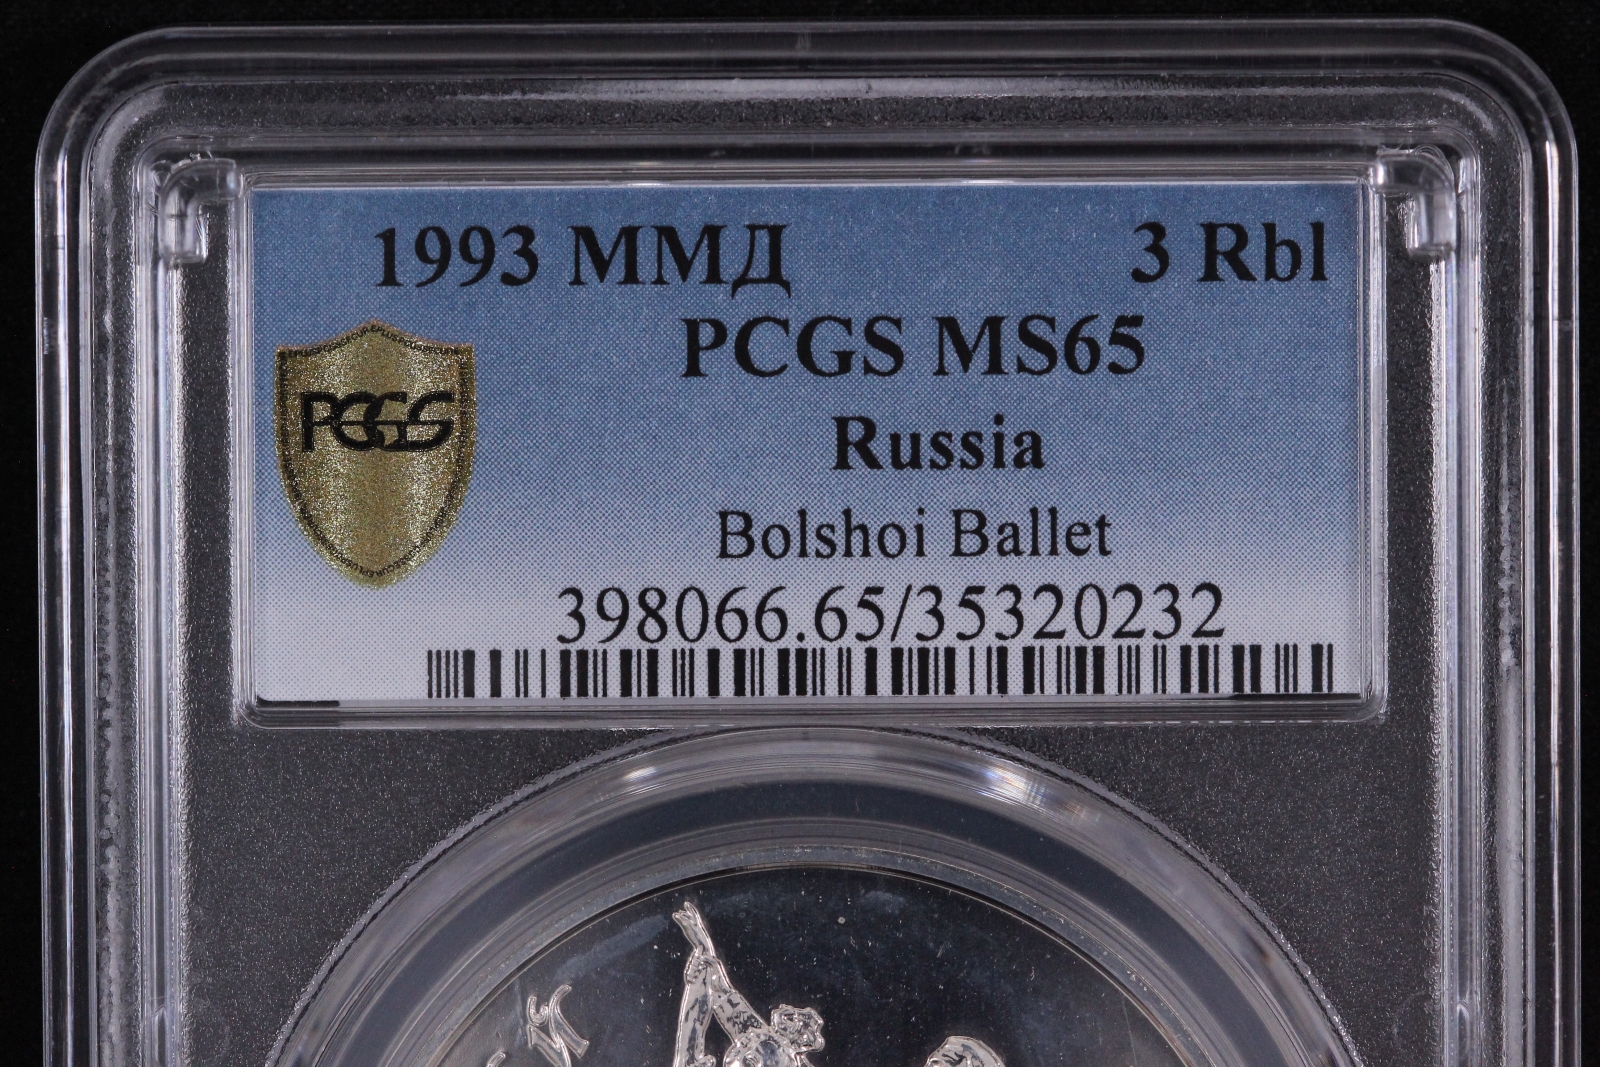 1993 ММД 3 Rbl
PCGS MS65
PCGS
Russia
Bolshoi Ballet
398066.65/35320232